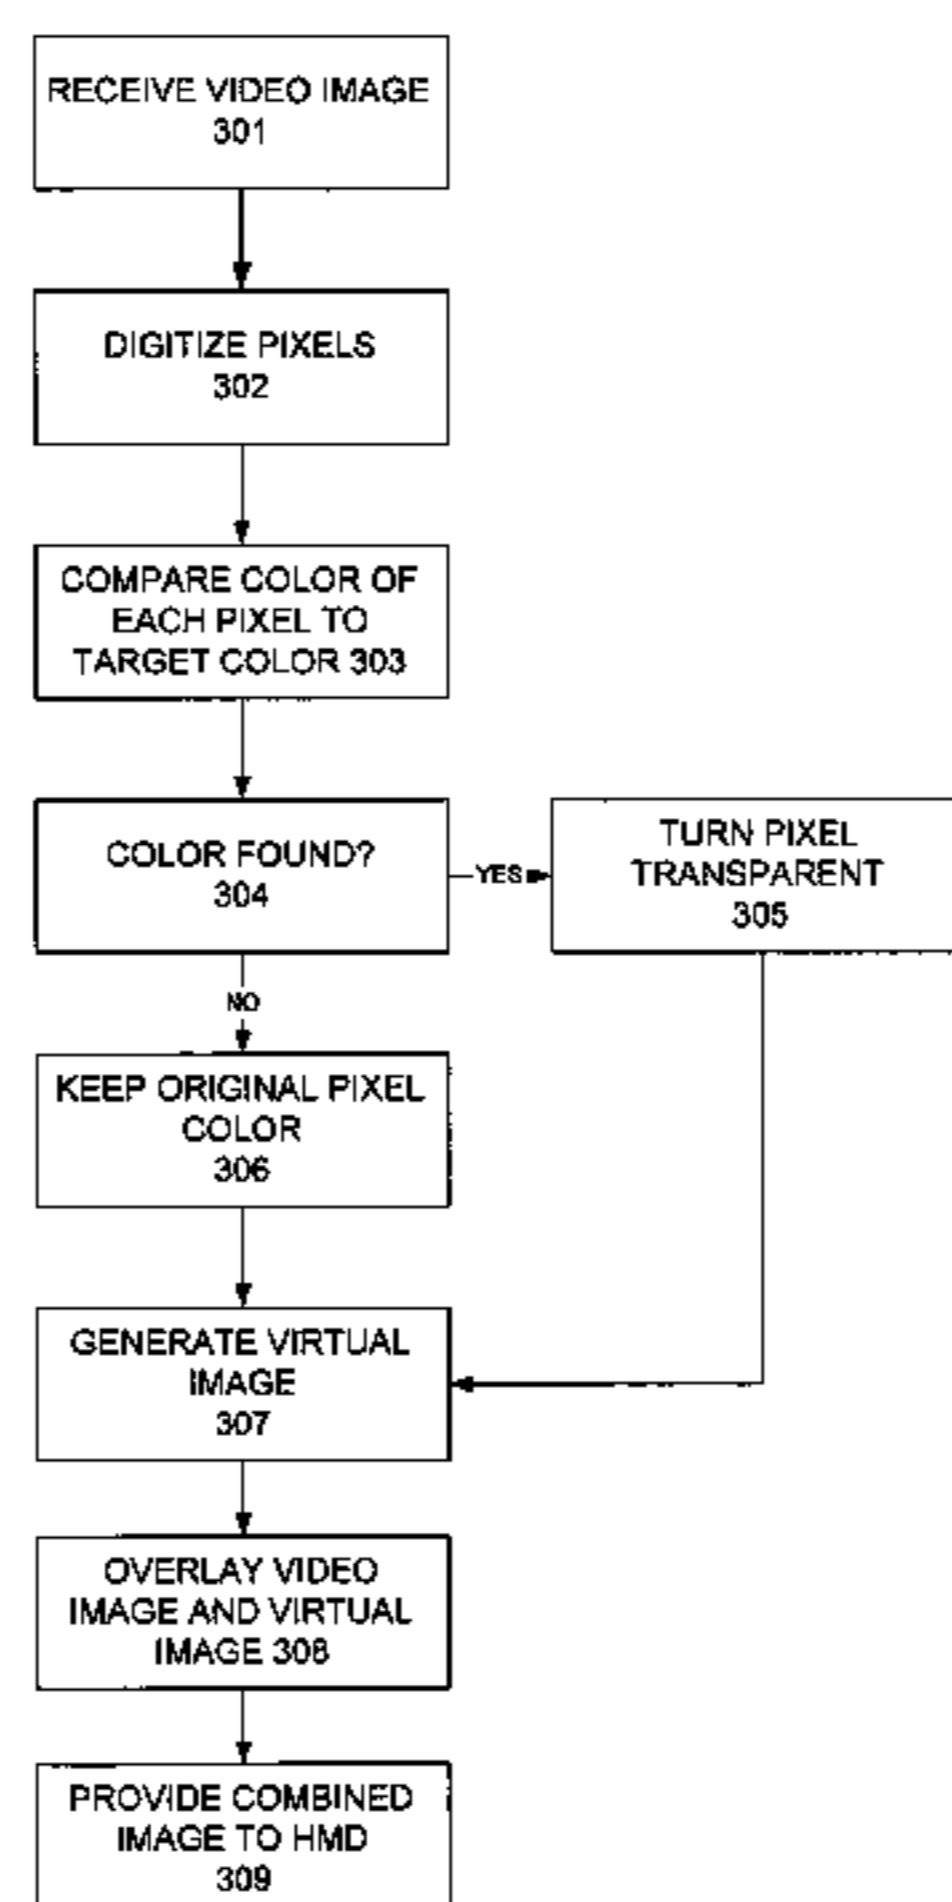 RECEIVE VIDEO IMAGE
301
DIGITIZE PIXELS
302
COMPARE COLOR OF
EACH PIXEL TO
TARGET COLOR 303
COLOR FOUND?
304
YES
TURN PIXEL
TRANSPARENT
305
NO
KEEP ORIGINAL PIXEL
COLOR
306
GENERATE VIRTUAL
IMAGE
307
OVERLAY VIDEO
IMAGE AND VIRTUAL
IMAGE 308
PROVIDE COMBINED
IMAGE TO HMD
309